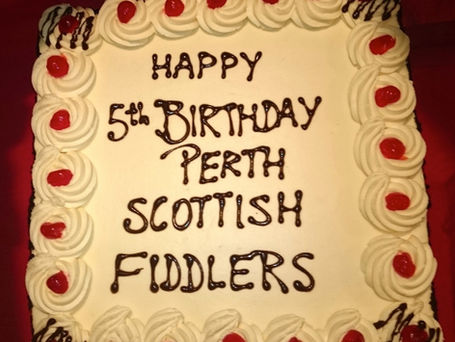 HAPPY
5th BIRTHDAY
PERTH
SCOTTISH
FIDDLERS